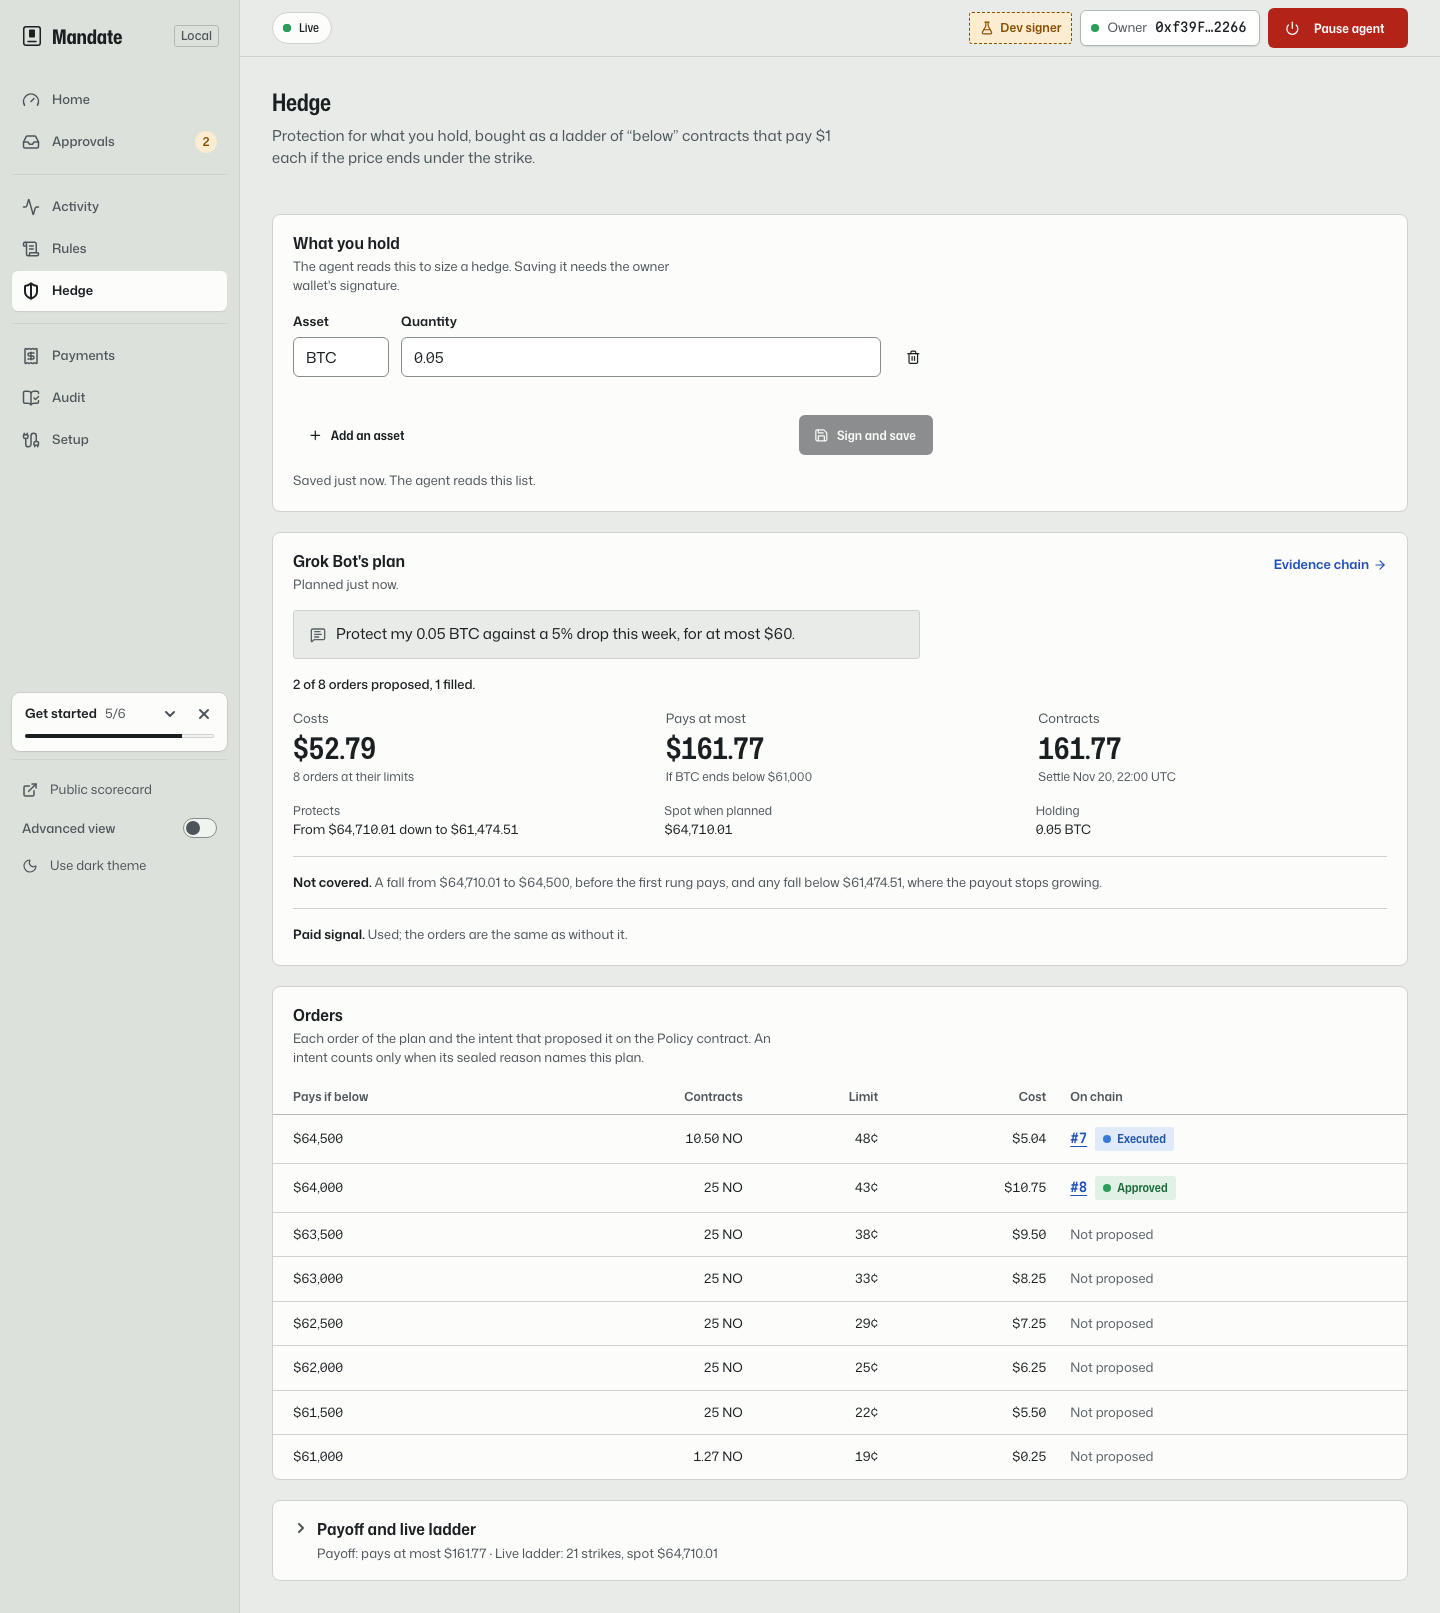 Mandate
Local
Home
Approvals 2
Activity
Rules
Hedge
Payments
Audit
Setup
Get started 5/6
Public scorecard
Advanced view
Use dark theme
Live
Dev signer
Owner 0xf39F…2266
Pause agent
Hedge
Protection for what you hold, bought as a ladder of “below” contracts that pay $1
each if the price ends under the strike.
What you hold
The agent reads this to size a hedge. Saving it needs the owner
wallet's signature.
Asset Quantity
BTC 0.05
Add an asset
Sign and save
Saved just now. The agent reads this list.
Grok Bot's plan
Evidence chain →
Planned just now.
Protect my 0.05 BTC against a 5% drop this week, for at most $60.
2 of 8 orders proposed, 1 filled.
Costs Pays at most Contracts
$52.79 $161.77 161.77
8 orders at their limits If BTC ends below $61,000 Settle Nov 20, 22:00 UTC
Protects Spot when planned Holding
From $64,710.01 down to $61,474.51 $64,710.01 0.05 BTC
Not covered. A fall from $64,710.01 to $64,500, before the first rung pays, and any fall below $61,474.51, where the payout stops growing.
Paid signal. Used; the orders are the same as without it.
Orders
Each order of the plan and the intent that proposed it on the Policy contract. An
intent counts only when its sealed reason names this plan.
Pays if below Contracts Limit Cost On chain
$64,500 10.50 NO 48¢ $5.04 #7 Executed
$64,000 25 NO 43¢ $10.75 #8 Approved
$63,500 25 NO 38¢ $9.50 Not proposed
$63,000 25 NO 33¢ $8.25 Not proposed
$62,500 25 NO 29¢ $7.25 Not proposed
$62,000 25 NO 25¢ $6.25 Not proposed
$61,500 25 NO 22¢ $5.50 Not proposed
$61,000 1.27 NO 19¢ $0.25 Not proposed
Payoff and live ladder
Payoff: pays at most $161.77 · Live ladder: 21 strikes, spot $64,710.01